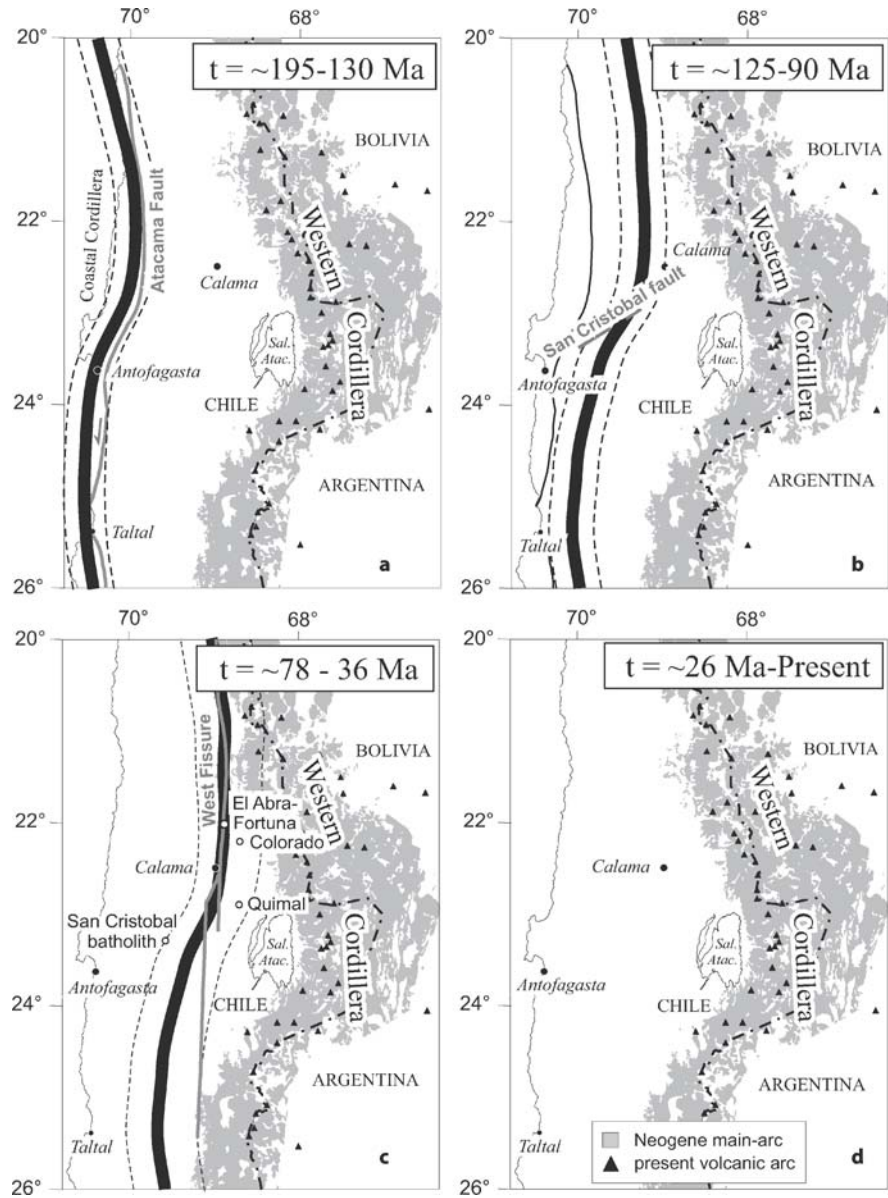 70°
68°
20°
t = ~195-130 Ma
BOLIVIA
22°
Coastal Cordillera
Atacama Fault
Western
Calama
Cordillera
Sal.
Atac.
Antofagasta
24°
CHILE
ARGENTINA
Taltal
a
26°
70°
68°
20°
t = ~125-90 Ma
BOLIVIA
22°
Western
Calama
San Cristobal fault
Cordillera
Sal.
Atac.
Antofagasta
24°
CHILE
ARGENTINA
Taltal
b
26°
70°
68°
20°
t = ~78 - 36 Ma
BOLIVIA
West Fissure
Western
22°
El Abra-
Fortuna
Colorado
Calama
Quimal
Cordillera
San Cristobal
batholith
Sal.
Atac.
Antofagasta
24°
CHILE
ARGENTINA
Taltal
c
26°
70°
68°
20°
t = ~26 Ma-Present
BOLIVIA
Western
22°
Calama
Cordillera
Sal.
Atac.
Antofagasta
24°
CHILE
ARGENTINA
Taltal
Neogene main-arc
present volcanic arc
d
26°